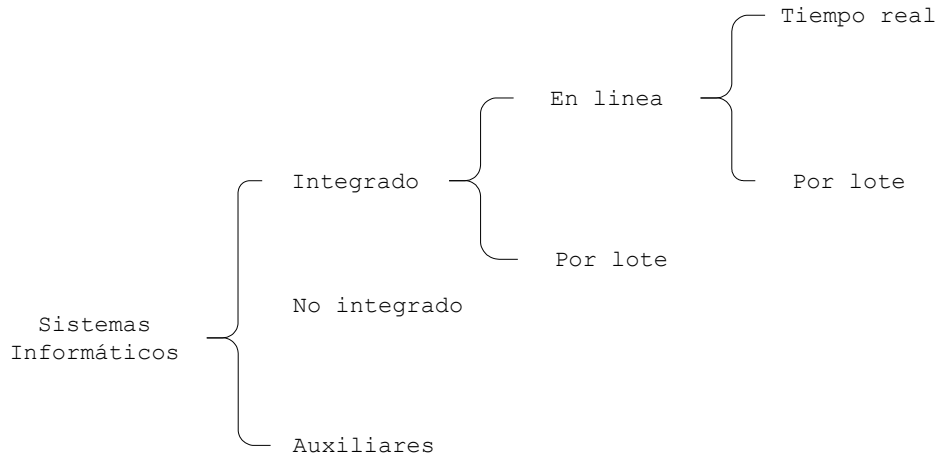 Tiempo real
En linea
Integrado
Por lote
Por lote
No integrado
Sistemas
Informáticos
Auxiliares